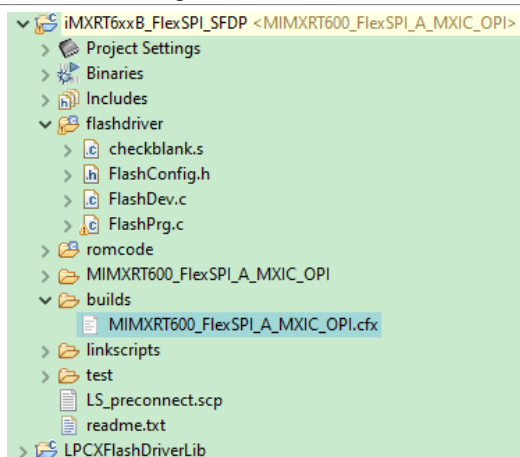 iMXRT6xxB_FlexSPI_SFDP <MIMXRT600_FlexSPI_A_MXIC_OPI>
Project Settings
Binaries
Includes
flashdriver
checkblank.s
FlashConfig.h
FlashDev.c
FlashPrg.c
romcode
MIMXRT600_FlexSPI_A_MXIC_OPI
builds
MIMXRT600_FlexSPI_A_MXIC_OPI.cfx
linkscripts
test
LS_preconnect.scp
readme.txt
LPCXFlashDriverLib